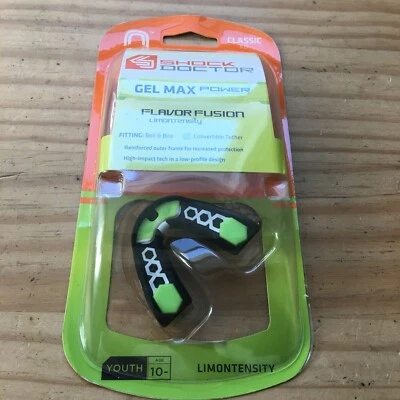 CLASSIC
SHOCK
DOCTOR
GEL MAX POWER
FLAVOR FUSION
LIMONTENSITY
FITTING: Boil & Bite Convertible Tether
Reinforced outer frame for increased protection
High-impact tech in a low-profile design
YOUTH AGE 10- LIMONTENSITY